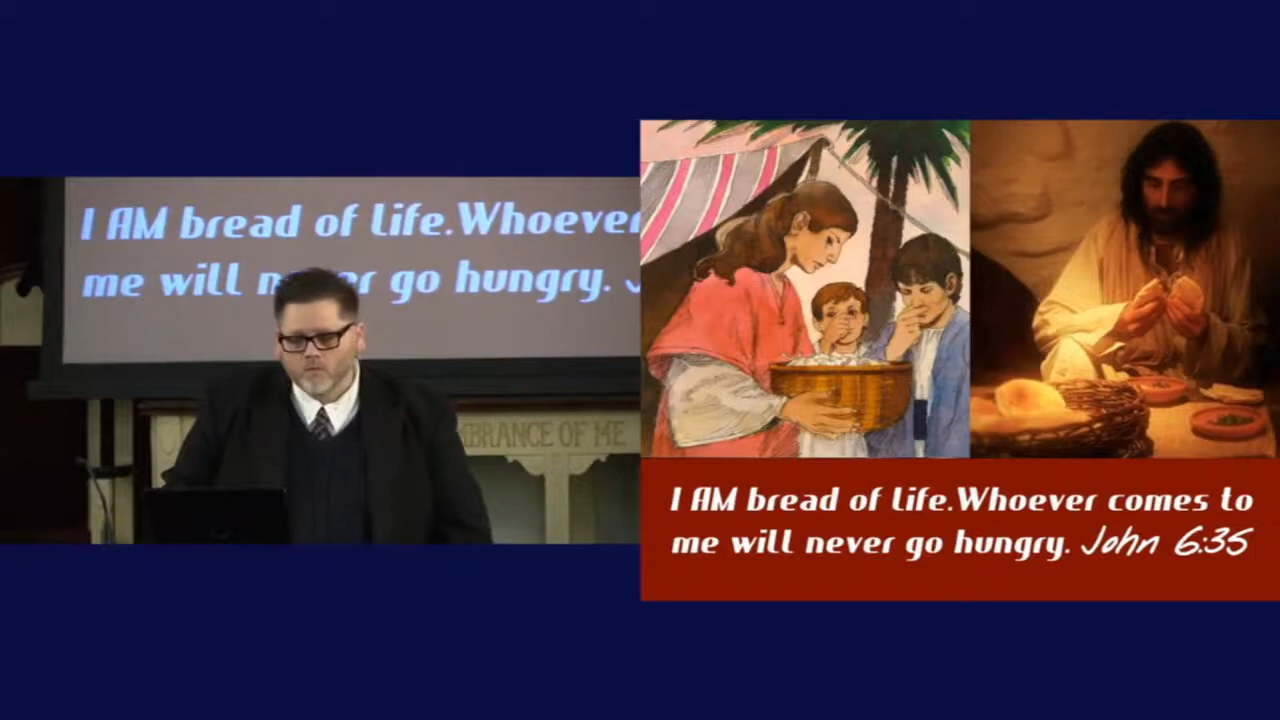 I AM bread of life.Whoever
me will never go hungry.
MBRANCE OF ME
I AM bread of life.Whoever comes to
me will never go hungry. John 6:35